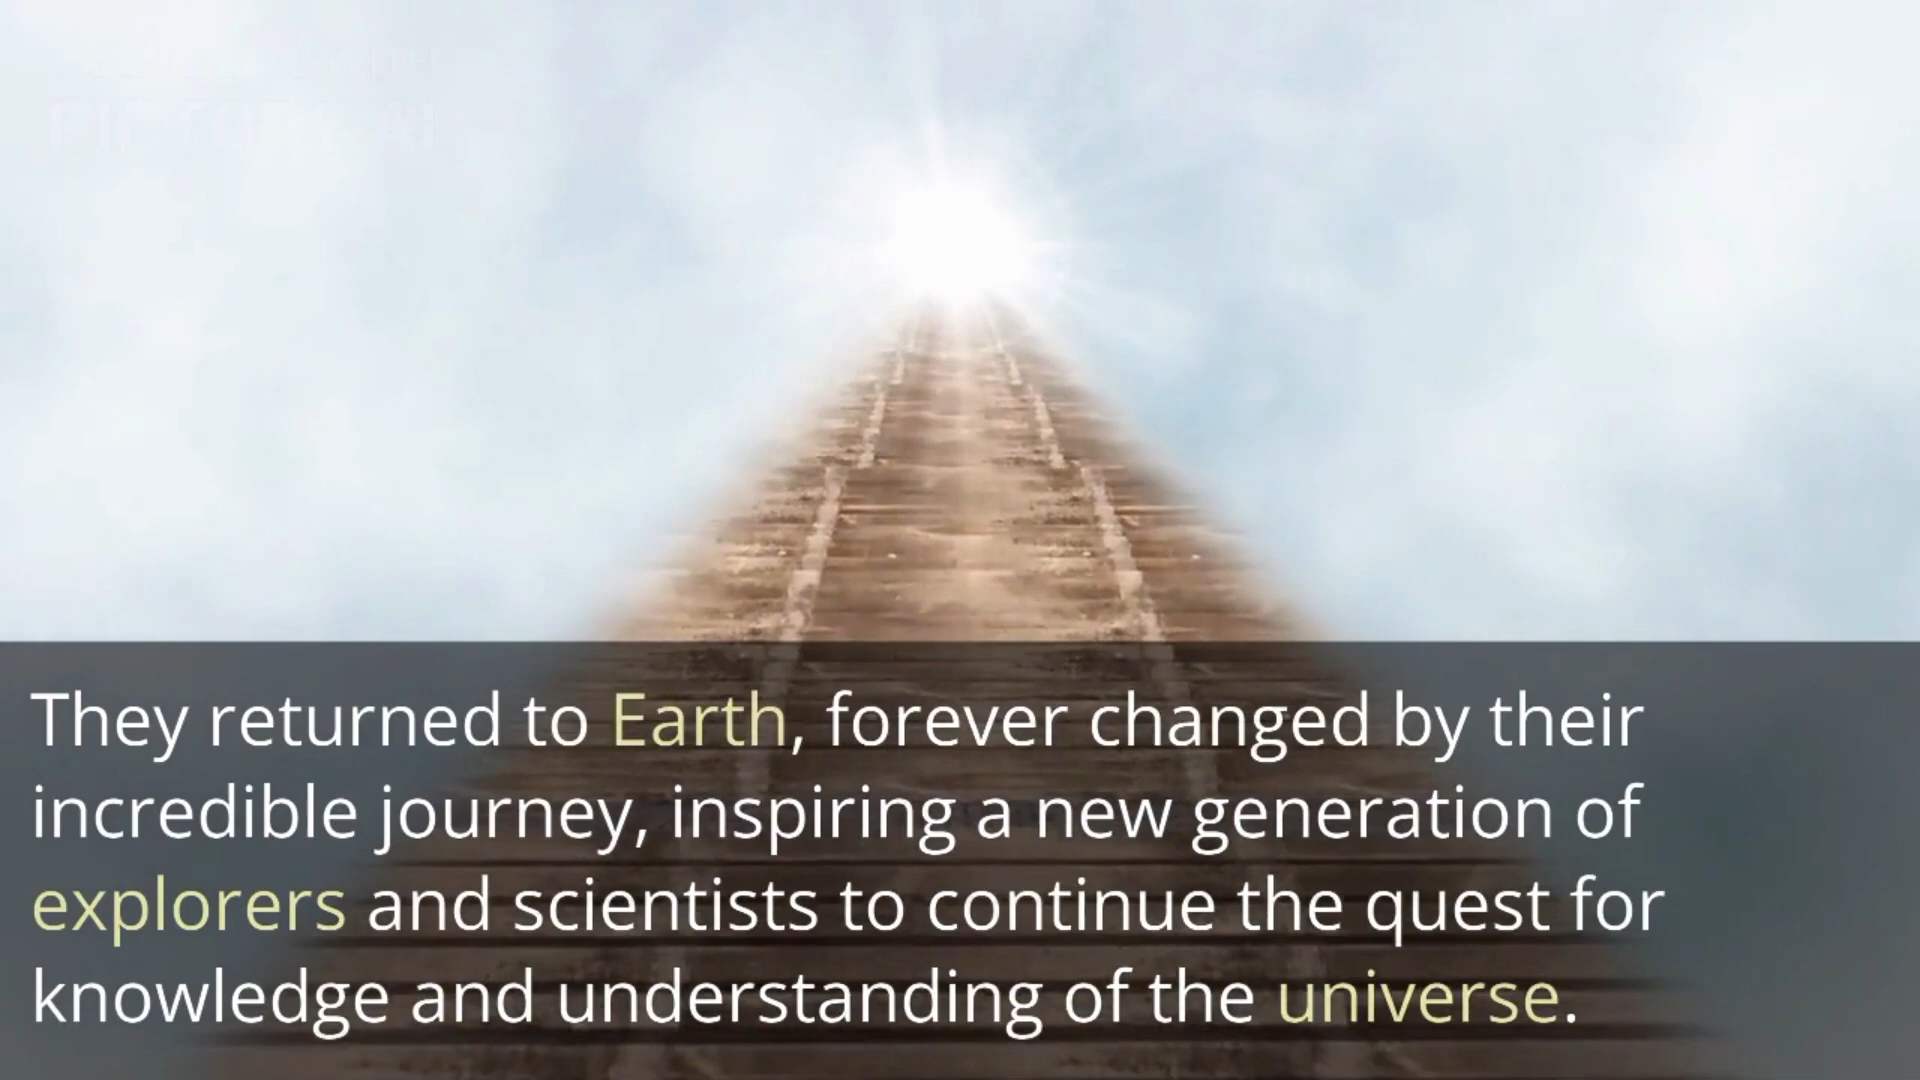 They returned to Earth, forever changed by their
incredible journey, inspiring a new generation of
explorers and scientists to continue the quest for
knowledge and understanding of the universe.